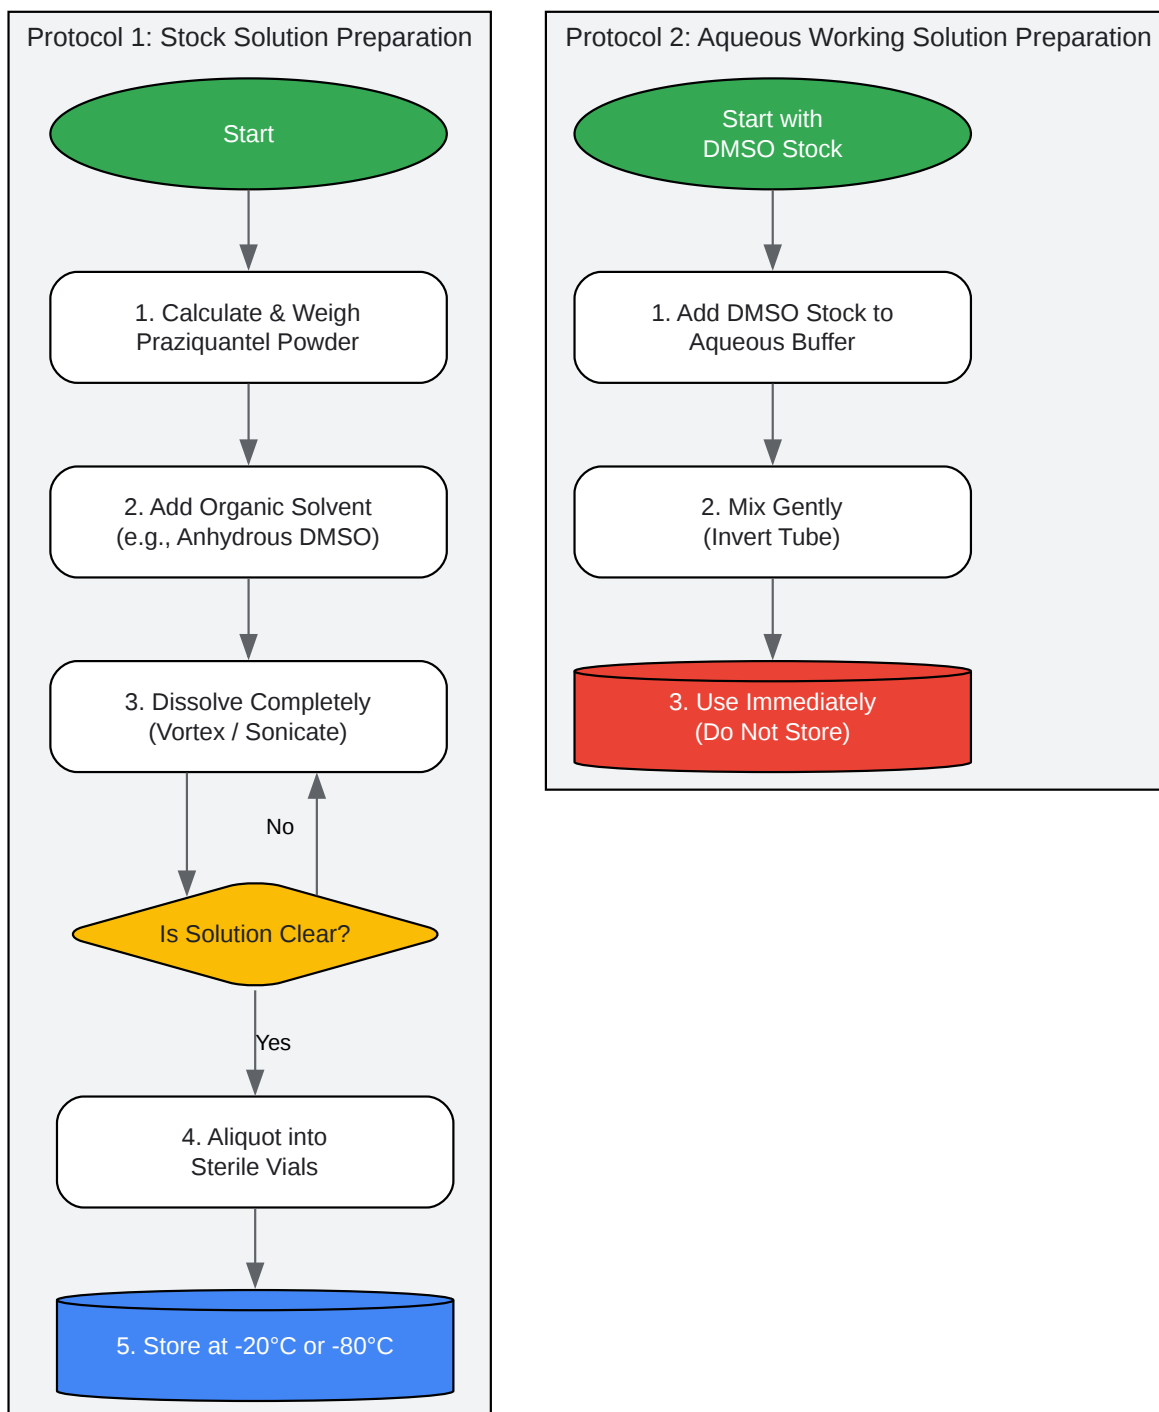 Protocol 1: Stock Solution Preparation
Start
1. Calculate & Weigh
Praziquantel Powder
2. Add Organic Solvent
(e.g., Anhydrous DMSO)
3. Dissolve Completely
(Vortex / Sonicate)
No
Is Solution Clear?
Yes
4. Aliquot into
Sterile Vials
5. Store at -20°C or -80°C
Protocol 2: Aqueous Working Solution Preparation
Start with
DMSO Stock
1. Add DMSO Stock to
Aqueous Buffer
2. Mix Gently
(Invert Tube)
3. Use Immediately
(Do Not Store)